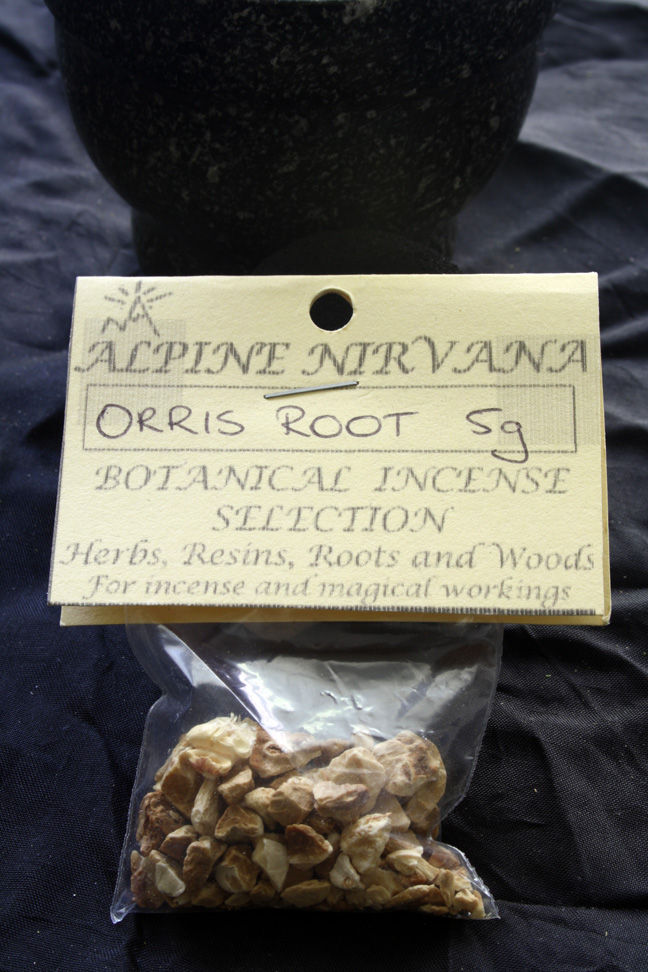 ALPINE NIRVANA
ORRIS ROOT 5g
BOTANICAL INCENSE
SELECTION
Herbs, Resins, Roots and Woods
For incense and magical workings